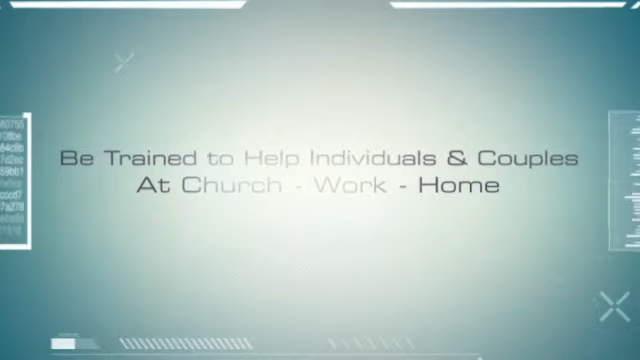 Be Trained to Help Individuals & Couples
At Church - Work - Home